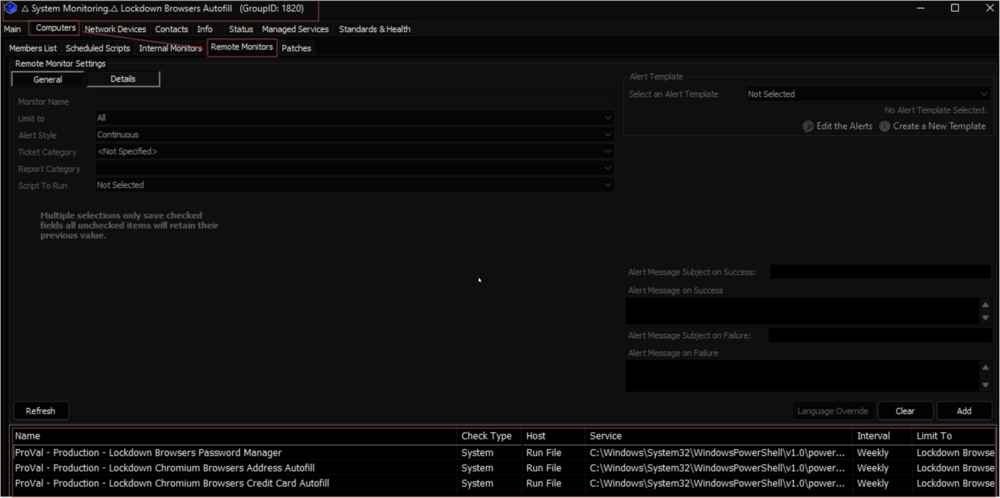 △ System Monitoring.△ Lockdown Browsers Autofill   (GroupID: 1820)
Main Computers Network Devices Contacts Info Status Managed Services Standards & Health
Members List Scheduled Scripts Internal Monitors Remote Monitors Patches
Remote Monitor Settings
General Details
Monitor Name
Limit to All
Alert Style Continuous
Ticket Category <Not Specified>
Report Category
Script To Run Not Selected
Multiple selections only save checked
fields all unchecked items will retain their
previous value.
Alert Template
Select an Alert Template Not Selected
No Alert Template Selected.
Edit the Alerts Create a New Template
Alert Message Subject on Success:
Alert Message on Success
Alert Message Subject on Failure:
Alert Message on Failure
Refresh Language Override Clear Add
Name Check Type Host Service Interval Limit To
ProVal - Production - Lockdown Browsers Password Manager System Run File C:\Windows\System32\WindowsPowerShell\v1.0\power... Weekly Lockdown Browse
ProVal - Production - Lockdown Chromium Browsers Address Autofill System Run File C:\Windows\System32\WindowsPowerShell\v1.0\power... Weekly Lockdown Browse
ProVal - Production - Lockdown Chromium Browsers Credit Card Autofill System Run File C:\Windows\System32\WindowsPowerShell\v1.0\power... Weekly Lockdown Browse